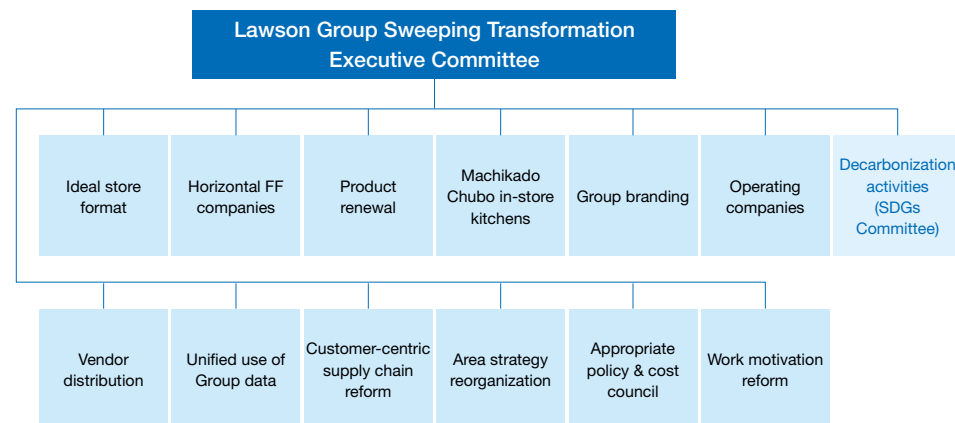 Lawson Group Sweeping Transformation
Executive Committee
Ideal store
format
Horizontal FF
companies
Product
renewal
Machikado
Chubo in-store
kitchens
Group branding
Operating
companies
Decarbonization
activities
(SDGs
Committee)
Vendor
distribution
Unified use of
Group data
Customer-centric
supply chain
reform
Area strategy
reorganization
Appropriate
policy & cost
council
Work motivation
reform